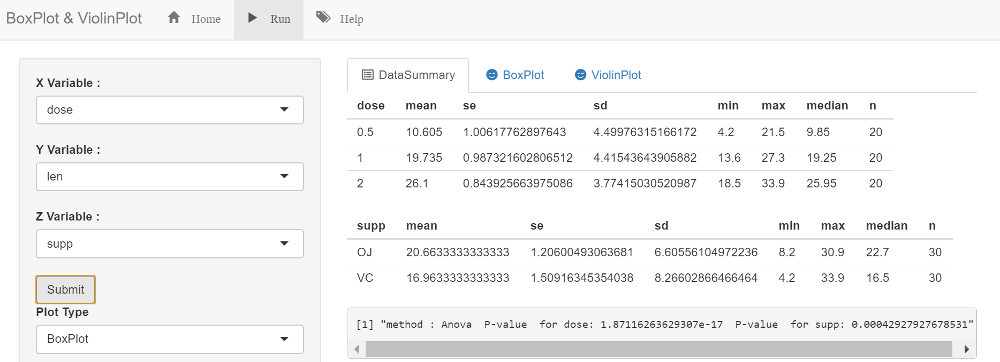 BoxPlot & ViolinPlot Home Run Help
X Variable :
dose
Y Variable :
len
Z Variable :
supp
Submit
Plot Type
BoxPlot
DataSummary BoxPlot ViolinPlot
dose mean se sd min max median n
0.5 10.605 1.00617762897643 4.49976315166172 4.2 21.5 9.85 20
1 19.735 0.987321602806512 4.41543643905882 13.6 27.3 19.25 20
2 26.1 0.843925663975086 3.77415030520987 18.5 33.9 25.95 20
supp mean se sd min max median n
OJ 20.6633333333333 1.20600493063681 6.60556104972236 8.2 30.9 22.7 30
VC 16.9633333333333 1.50916345354038 8.26602866466464 4.2 33.9 16.5 30
[1] "method : Anova  P-value  for dose: 1.87116263629307e-17  P-value  for supp: 0.00042927927678531"